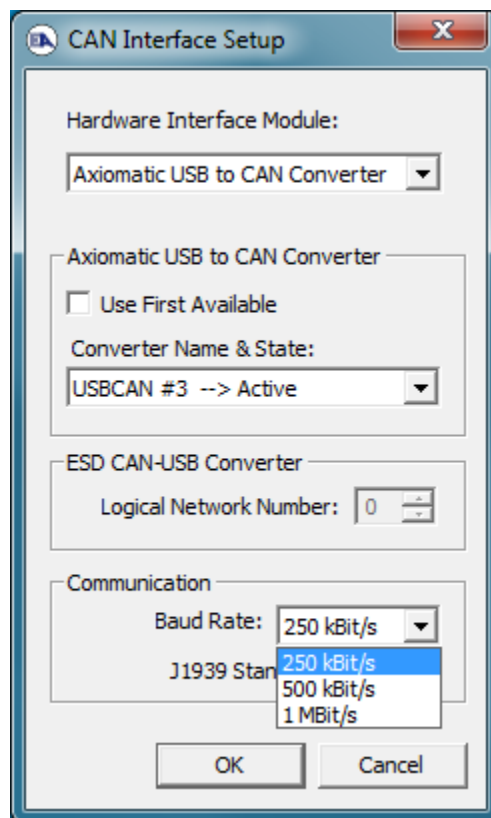 CAN Interface Setup
Hardware Interface Module:
Axiomatic USB to CAN Converter
Axiomatic USB to CAN Converter
Use First Available
Converter Name & State:
USBCAN #3 --> Active
ESD CAN-USB Converter
Logical Network Number: 0
Communication
Baud Rate: 250 kBit/s
J1939 Stan
250 kBit/s
500 kBit/s
1 MBit/s
OK Cancel